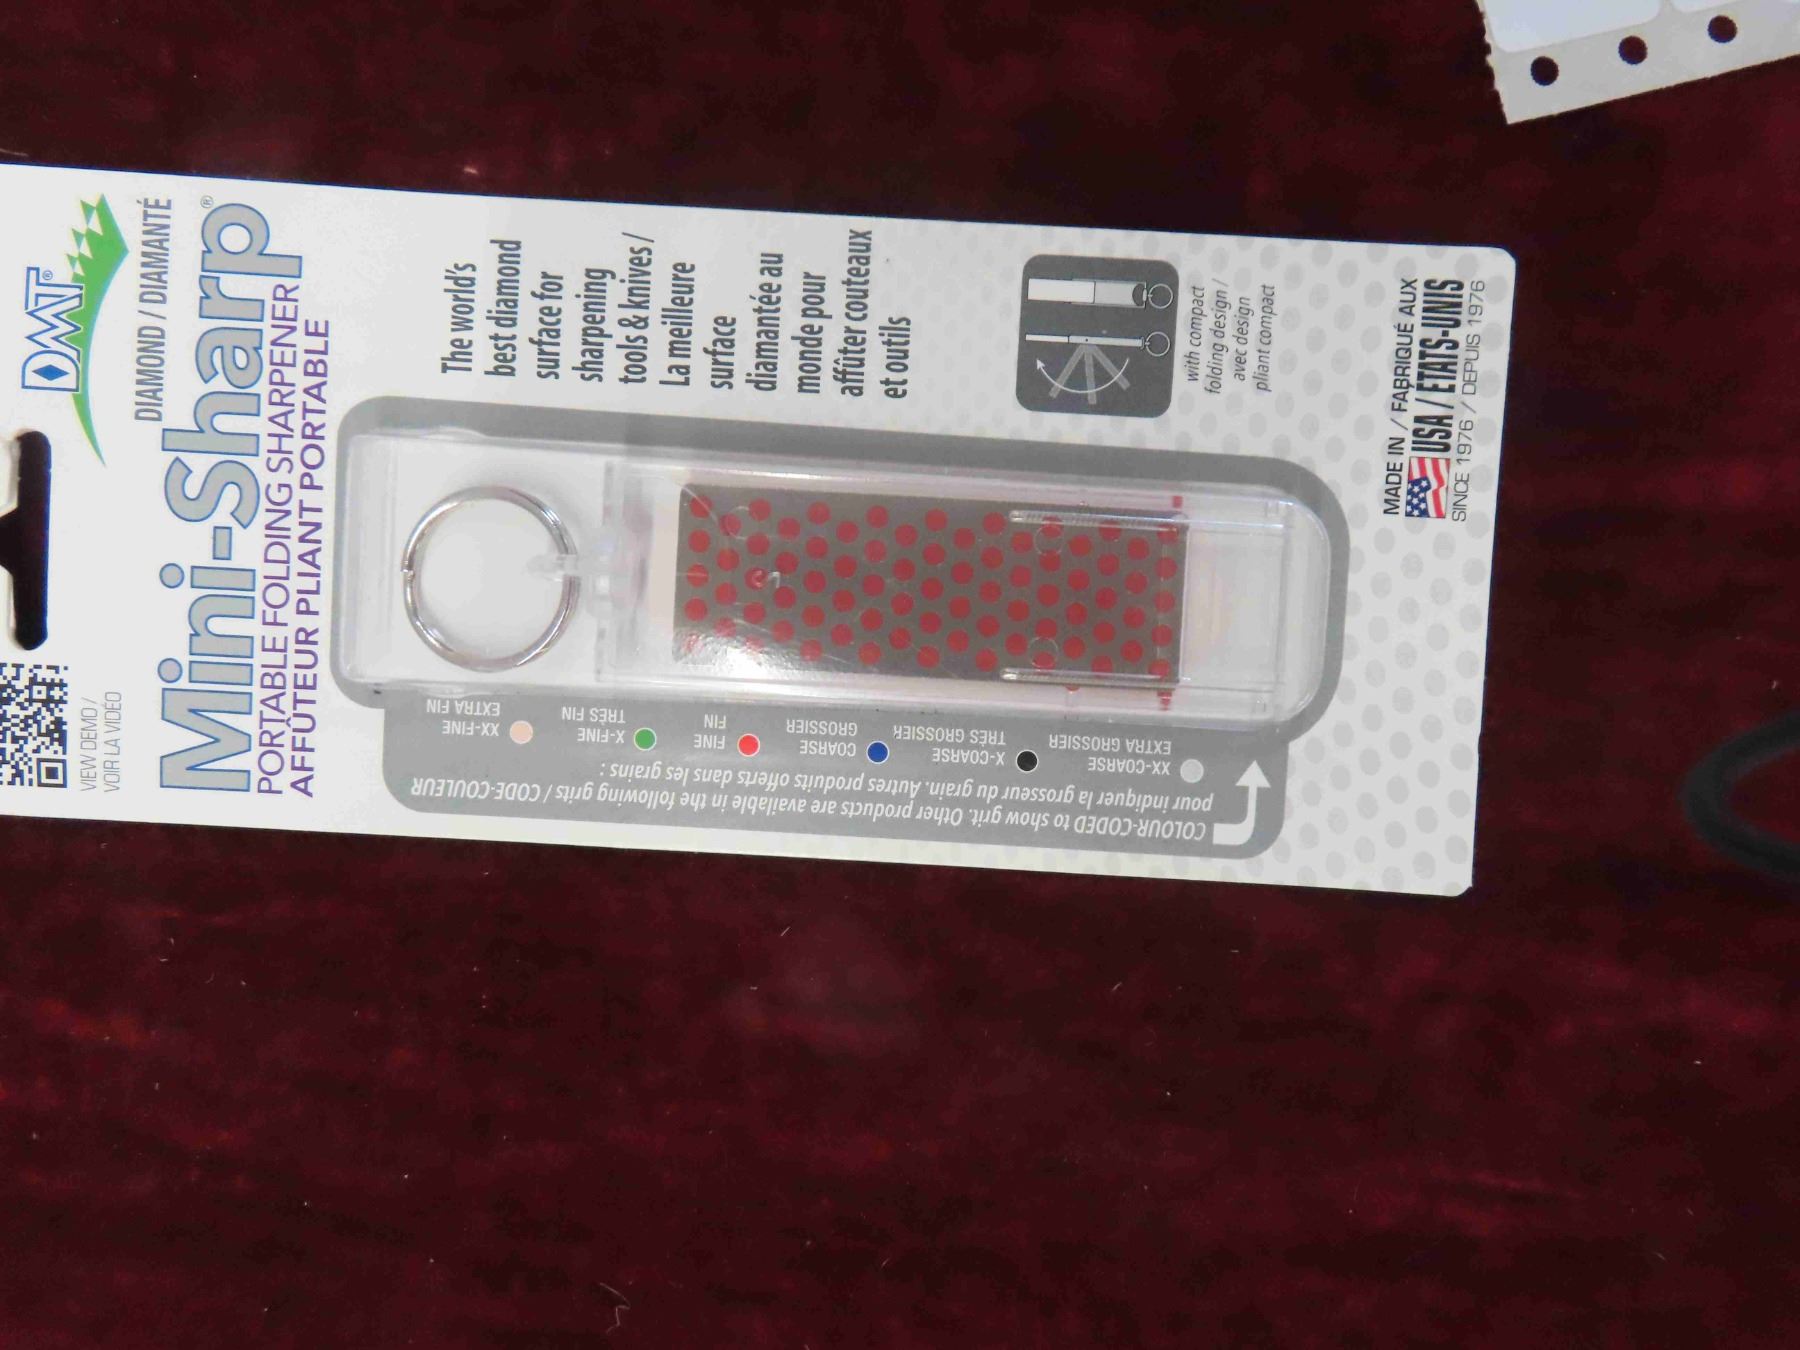 DMT®
DIAMOND / DIAMANTÉ
Mini-Sharp®
PORTABLE FOLDING SHARPENER
AFFÛTEUR PLIANT PORTABLE
VIEW DEMO /
VOIR LA VIDÉO
The world's
best diamond
surface for
sharpening
tools & knives /
La meilleure
surface
diamantée au
monde pour
affûter couteaux
et outils
with compact
folding design /
avec design
pliant compact
COLOUR-CODED to show grit. Other products are available in the following grits / CODE-COULEUR
pour indiquer la grosseur du grain. Autres produits offerts dans les grains :
XX-COARSE
EXTRA GROSSIER
X-COARSE
TRÈS GROSSIER
COARSE
GROSSIER
FINE
FIN
X-FINE
TRÈS FIN
XX-FINE
EXTRA FIN
MADE IN / FABRIQUÉ AUX
USA / ÉTATS-UNIS
SINCE 1976 / DEPUIS 1976